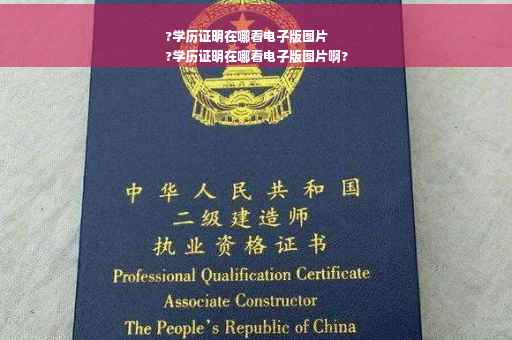 ?学历证明在哪看电子版图片
?学历证明在哪看电子版图片啊?
中华人民共和国
二级建造师
执业资格证书
Professional Qualification Certificate
Associate Constructor
The People's Republic of China